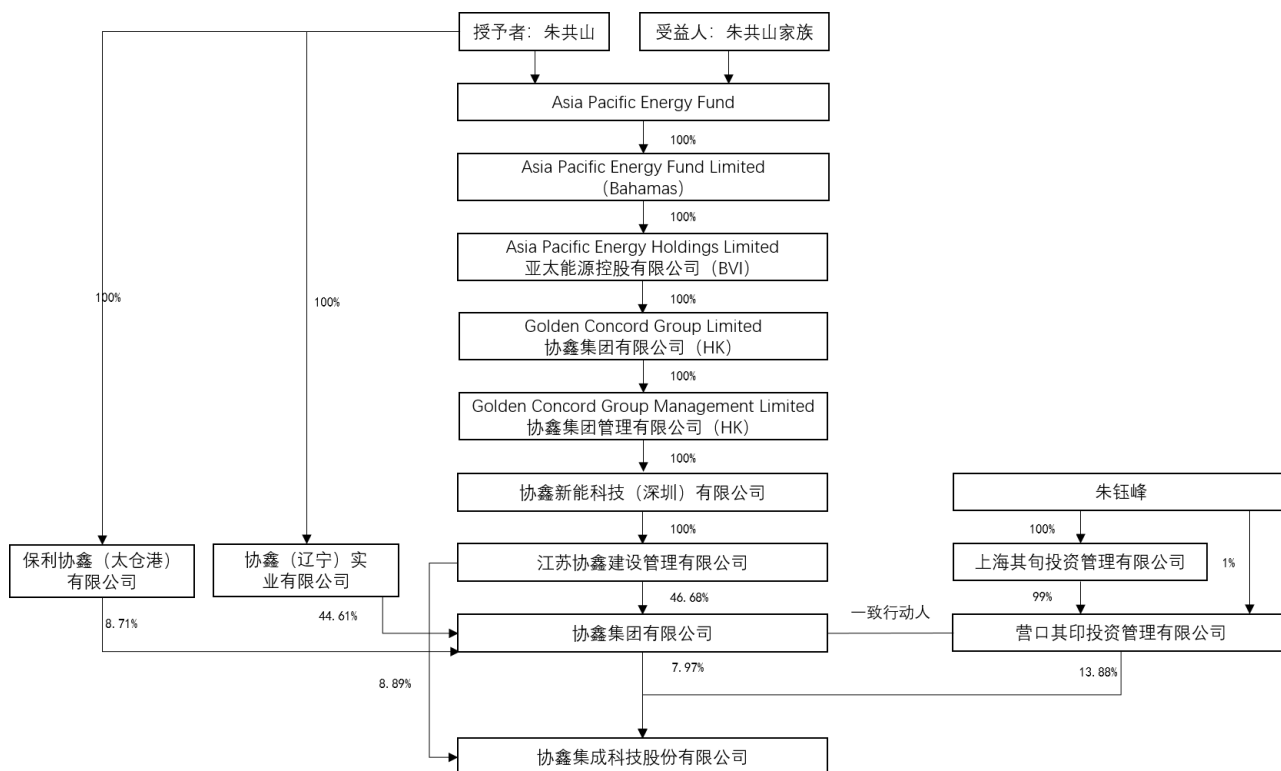 授予者：朱共山
受益人：朱共山家族
Asia Pacific Energy Fund
100%
Asia Pacific Energy Fund Limited
（Bahamas）
100%
Asia Pacific Energy Holdings Limited
亚太能源控股有限公司（BVI）
100%
100%
100%
Golden Concord Group Limited
协鑫集团有限公司（HK）
100%
Golden Concord Group Management Limited
协鑫集团管理有限公司（HK）
100%
协鑫新能科技（深圳）有限公司
朱钰峰
100%
100%
保利协鑫（太仓港）
有限公司
协鑫（辽宁）实
业有限公司
江苏协鑫建设管理有限公司
上海其旬投资管理有限公司
1%
8.71%
44.61%
46.68%
99%
一致行动人
协鑫集团有限公司
营口其印投资管理有限公司
8.89%
7.97%
13.88%
协鑫集成科技股份有限公司